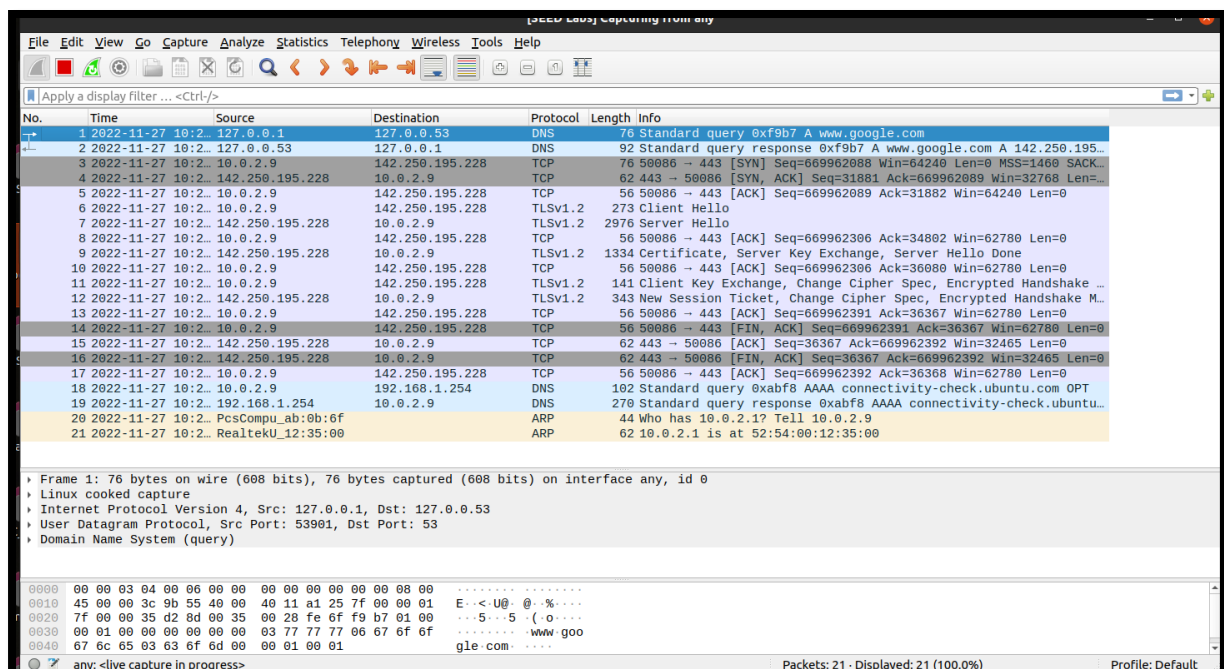 [SEED Labs] Capturing from any
File Edit View Go Capture Analyze Statistics Telephony Wireless Tools Help
Apply a display filter … <Ctrl-/>
No. Time Source Destination Protocol Length Info
1 2022-11-27 10:2… 127.0.0.1 127.0.0.53 DNS 76 Standard query 0xf9b7 A www.google.com
2 2022-11-27 10:2… 127.0.0.53 127.0.0.1 DNS 92 Standard query response 0xf9b7 A www.google.com A 142.250.195…
3 2022-11-27 10:2… 10.0.2.9 142.250.195.228 TCP 76 50086 → 443 [SYN] Seq=669962088 Win=64240 Len=0 MSS=1460 SACK…
4 2022-11-27 10:2… 142.250.195.228 10.0.2.9 TCP 62 443 → 50086 [SYN, ACK] Seq=31881 Ack=669962089 Win=32768 Len=…
5 2022-11-27 10:2… 10.0.2.9 142.250.195.228 TCP 56 50086 → 443 [ACK] Seq=669962089 Ack=31882 Win=64240 Len=0
6 2022-11-27 10:2… 10.0.2.9 142.250.195.228 TLSv1.2 273 Client Hello
7 2022-11-27 10:2… 142.250.195.228 10.0.2.9 TLSv1.2 2976 Server Hello
8 2022-11-27 10:2… 10.0.2.9 142.250.195.228 TCP 56 50086 → 443 [ACK] Seq=669962306 Ack=34802 Win=62780 Len=0
9 2022-11-27 10:2… 142.250.195.228 10.0.2.9 TLSv1.2 1334 Certificate, Server Key Exchange, Server Hello Done
10 2022-11-27 10:2… 10.0.2.9 142.250.195.228 TCP 56 50086 → 443 [ACK] Seq=669962306 Ack=36080 Win=62780 Len=0
11 2022-11-27 10:2… 10.0.2.9 142.250.195.228 TLSv1.2 141 Client Key Exchange, Change Cipher Spec, Encrypted Handshake …
12 2022-11-27 10:2… 142.250.195.228 10.0.2.9 TLSv1.2 343 New Session Ticket, Change Cipher Spec, Encrypted Handshake M…
13 2022-11-27 10:2… 10.0.2.9 142.250.195.228 TCP 56 50086 → 443 [ACK] Seq=669962391 Ack=36367 Win=62780 Len=0
14 2022-11-27 10:2… 10.0.2.9 142.250.195.228 TCP 56 50086 → 443 [FIN, ACK] Seq=669962391 Ack=36367 Win=62780 Len=0
15 2022-11-27 10:2… 142.250.195.228 10.0.2.9 TCP 62 443 → 50086 [ACK] Seq=36367 Ack=669962392 Win=32465 Len=0
16 2022-11-27 10:2… 142.250.195.228 10.0.2.9 TCP 62 443 → 50086 [FIN, ACK] Seq=36367 Ack=669962392 Win=32465 Len=0
17 2022-11-27 10:2… 10.0.2.9 142.250.195.228 TCP 56 50086 → 443 [ACK] Seq=669962392 Ack=36368 Win=62780 Len=0
18 2022-11-27 10:2… 10.0.2.9 192.168.1.254 DNS 102 Standard query 0xabf8 AAAA connectivity-check.ubuntu.com OPT
19 2022-11-27 10:2… 192.168.1.254 10.0.2.9 DNS 270 Standard query response 0xabf8 AAAA connectivity-check.ubuntu…
20 2022-11-27 10:2… PcsCompu_ab:0b:6f ARP 44 Who has 10.0.2.1? Tell 10.0.2.9
21 2022-11-27 10:2… RealtekU_12:35:00 ARP 62 10.0.2.1 is at 52:54:00:12:35:00
Frame 1: 76 bytes on wire (608 bits), 76 bytes captured (608 bits) on interface any, id 0
Linux cooked capture
Internet Protocol Version 4, Src: 127.0.0.1, Dst: 127.0.0.53
User Datagram Protocol, Src Port: 53901, Dst Port: 53
Domain Name System (query)
0000 00 00 03 04 00 06 00 00 00 00 00 00 00 00 08 00 ········ ········
0010 45 00 00 3c 9b 55 40 00 40 11 a1 25 7f 00 00 01 E··<·U@· @··%····
0020 7f 00 00 35 d2 8d 00 35 00 28 fe 6f f9 b7 01 00 ···5···5 ·(·o····
0030 00 01 00 00 00 00 00 00 03 77 77 77 06 67 6f 6f ········ ·www·goo
0040 67 6c 65 03 63 6f 6d 00 00 01 00 01 gle·com· ····
any: <live capture in progress> Packets: 21 · Displayed: 21 (100.0%) Profile: Default